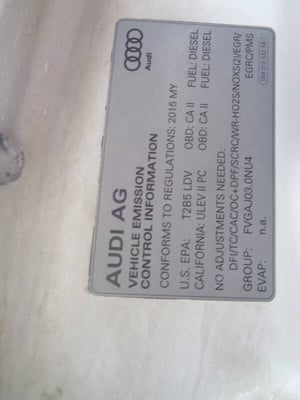 Audi
AUDI AG
VEHICLE EMISSION
CONTROL INFORMATION
CONFORMS TO REGULATIONS: 2015 MY
U.S. EPA: T2B5 LDV OBD: CA II FUEL: DIESEL
CALIFORNIA: ULEV II PC OBD: CA II FUEL: DIESEL
NO ADJUSTMENTS NEEDED.
DFI/TC/CAC/OC+DPF/SCRC/WR-HO2S/NOXS(2)/EGR/
EGRC/PMS
GROUP: FVGAJ03.0NU4
EVAP: n.a.